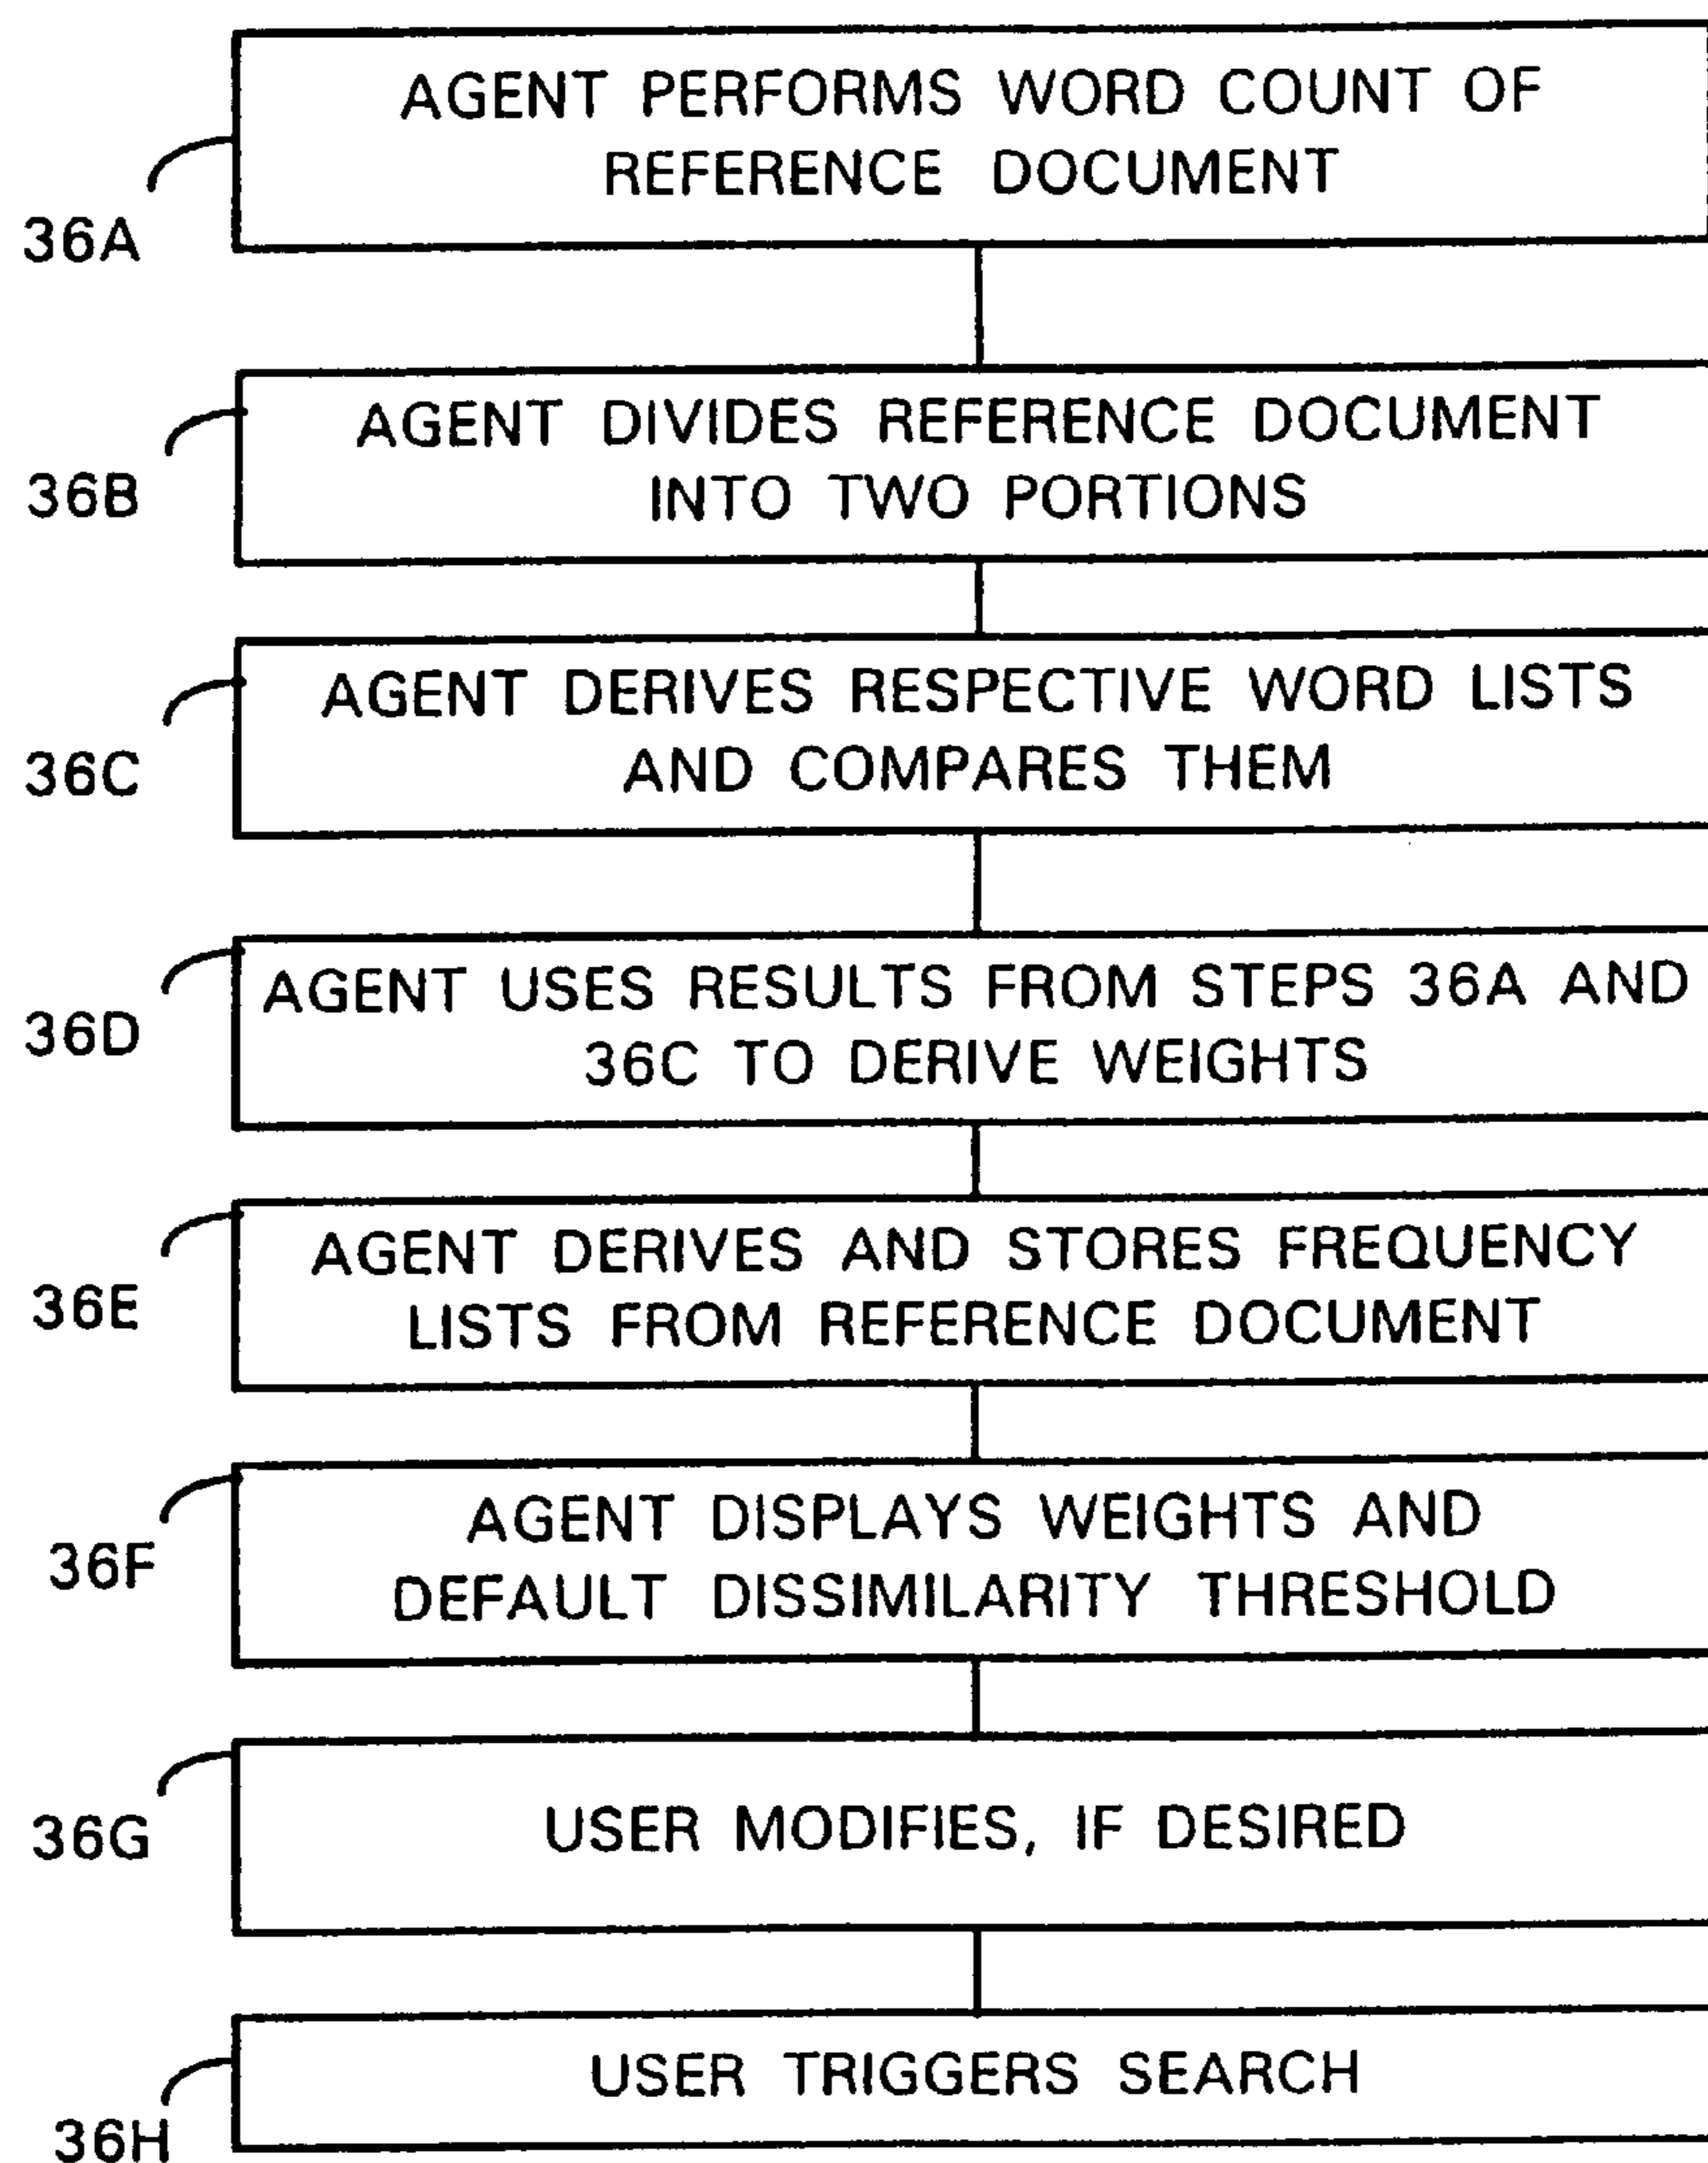 AGENT PERFORMS WORD COUNT OF
REFERENCE DOCUMENT
36A
AGENT DIVIDES REFERENCE DOCUMENT
INTO TWO PORTIONS
36B
AGENT DERIVES RESPECTIVE WORD LISTS
AND COMPARES THEM
36C
AGENT USES RESULTS FROM STEPS 36A AND
36C TO DERIVE WEIGHTS
36D
AGENT DERIVES AND STORES FREQUENCY
LISTS FROM REFERENCE DOCUMENT
36E
AGENT DISPLAYS WEIGHTS AND
DEFAULT DISSIMILARITY THRESHOLD
36F
USER MODIFIES, IF DESIRED
36G
USER TRIGGERS SEARCH
36H